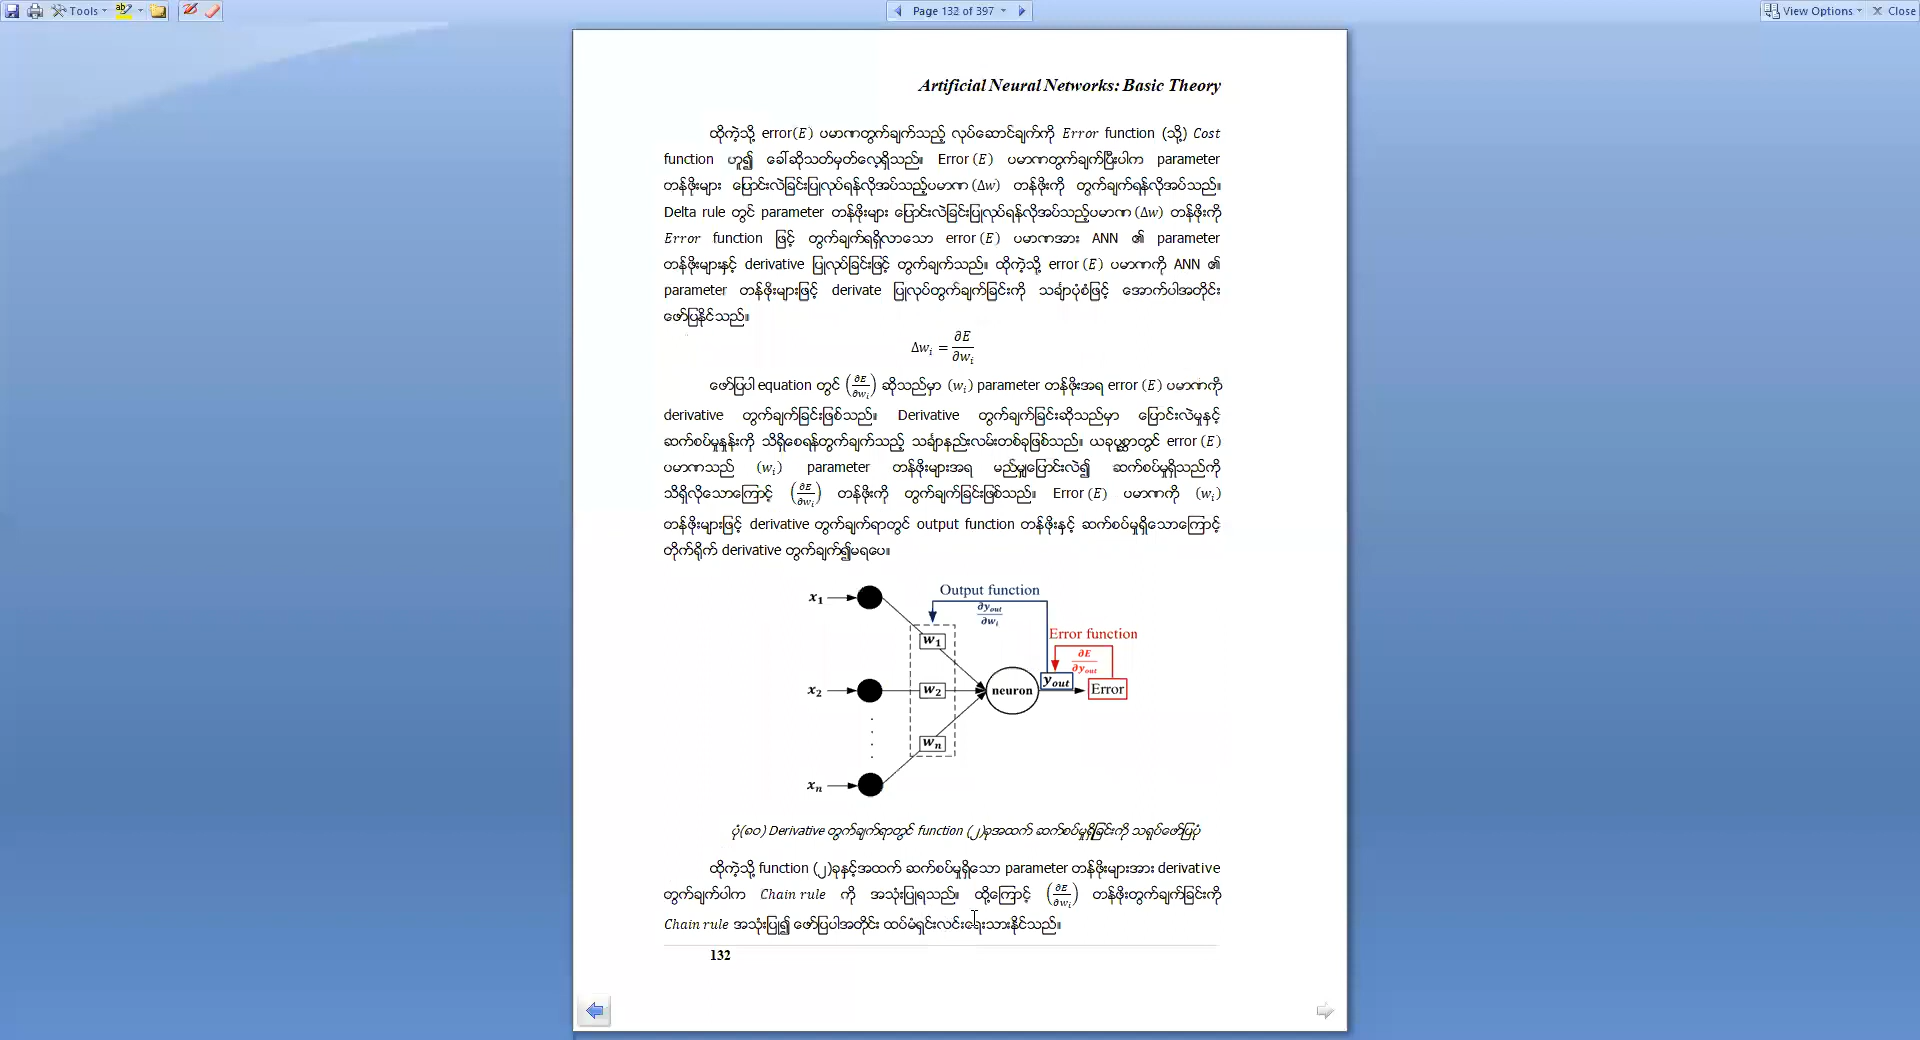 Tools
Page 132 of 397
View Options
Close
Artificial Neural Networks: Basic Theory
ထိုကဲ့သို့ error(E) ပမာဏတွက်ချက်သည့် လုပ်ဆောင်ချက်ကို Error function (သို့) Cost
function ဟူ၍ ခေါ်ဆိုသတ်မှတ်လေ့ရှိသည်။ Error (E) ပမာဏတွက်ချက်ပြီးပါက parameter
တန်ဖိုးများ ပြောင်းလဲခြင်းပြုလုပ်ရန်လိုအပ်သည့်ပမာဏ (Δw) တန်ဖိုးကို တွက်ချက်ရန်လိုအပ်သည်။
Delta rule တွင် parameter တန်ဖိုးများ ပြောင်းလဲခြင်းပြုလုပ်ရန်လိုအပ်သည့်ပမာဏ (Δw) တန်ဖိုးကို
Error function ဖြင့် တွက်ချက်ရရှိလာသော error (E) ပမာဏအား ANN ၏ parameter
တန်ဖိုးများနှင့် derivative ပြုလုပ်ခြင်းဖြင့် တွက်ချက်သည်။ ထိုကဲ့သို့ error (E) ပမာဏကို ANN ၏
parameter တန်ဖိုးများဖြင့် derivate ပြုလုပ်တွက်ချက်ခြင်းကို သင်္ချာပုံစံဖြင့် အောက်ပါအတိုင်း
ဖော်ပြနိုင်သည်။
Δwᵢ = ∂E/∂wᵢ
ဖော်ပြပါ equation တွင် (∂E/∂wᵢ) ဆိုသည်မှာ (wᵢ) parameter တန်ဖိုးအရ error (E) ပမာဏကို
derivative တွက်ချက်ခြင်းဖြစ်သည်။ Derivative တွက်ချက်ခြင်းဆိုသည်မှာ ပြောင်းလဲမှုနှင့်
ဆက်စပ်မှုနှုန်းကို သိရှိစေရန်တွက်ချက်သည့် သင်္ချာနည်းလမ်းတစ်ခုဖြစ်သည်။ ယခုပုစ္ဆာတွင် error (E)
ပမာဏသည် (wᵢ) parameter တန်ဖိုးများအရ မည်မျှပြောင်းလဲ၍ ဆက်စပ်မှုရှိသည်ကို
သိရှိလိုသောကြောင့် (∂E/∂wᵢ) တန်ဖိုးကို တွက်ချက်ခြင်းဖြစ်သည်။ Error (E) ပမာဏကို (wᵢ)
တန်ဖိုးများဖြင့် derivative တွက်ချက်ရာတွင် output function တန်ဖိုးနှင့် ဆက်စပ်မှုရှိသောကြောင့်
တိုက်ရိုက် derivative တွက်ချက်၍မရပေ။
Output function
∂y_out/∂wᵢ
x₁
w₁
Error function
∂E/∂y_out
x₂
w₂
neuron
y_out
Error
wₙ
xₙ
ပုံ(၈၀) Derivative တွက်ချက်ရာတွင် function (၂)ခုအထက် ဆက်စပ်မှုရှိခြင်းကို သရုပ်ဖော်ပြပုံ
ထိုကဲ့သို့ function (၂)ခုနှင့်အထက် ဆက်စပ်မှုရှိသော parameter တန်ဖိုးများအား derivative
တွက်ချက်ပါက Chain rule ကို အသုံးပြုရသည်။ ထို့ကြောင့် (∂E/∂wᵢ) တန်ဖိုးတွက်ချက်ခြင်းကို
Chain rule အသုံးပြု၍ ဖော်ပြပါအတိုင်း ထပ်မံရှင်းလင်းရေးသားနိုင်သည်။
132